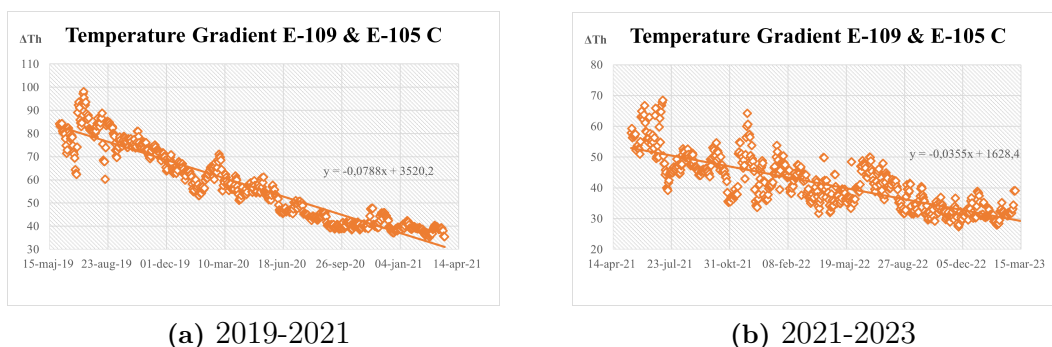 Temperature Gradient E-109 & E-105 C
ΔTh
110
100
90
80
70
60
50
40
30
y = -0,0788x + 3520,2
15-maj-19 23-aug-19 01-dec-19 10-mar-20 18-jun-20 26-sep-20 04-jan-21 14-apr-21
(a) 2019-2021
Temperature Gradient E-109 & E-105 C
ΔTh
80
70
60
50
40
30
20
y = -0,0355x + 1628,4
14-apr-21 23-jul-21 31-okt-21 08-feb-22 19-maj-22 27-aug-22 05-dec-22 15-mar-23
(b) 2021-2023